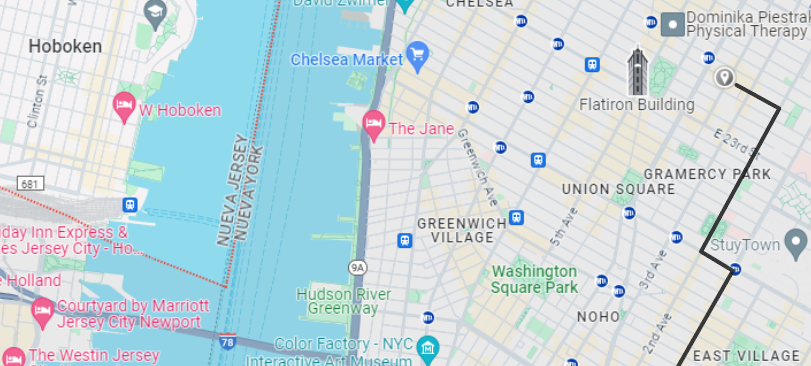 David Zwirner
CHELSEA
Dominika Piestral
Physical Therapy
Hoboken
Chelsea Market
Flatiron Building
Clinton St
W Hoboken
The Jane
E 23rd St
Greenwich Ave
NUEVA JERSEY
NUEVA YORK
GRAMERCY PARK
UNION SQUARE
681
5th Ave
GREENWICH
VILLAGE
StuyTown
iday Inn Express &
es Jersey City - Ho...
3rd Ave
9A
Washington
Square Park
e Holland
Hudson River
Greenway
Courtyard by Marriott
Jersey City Newport
NOHO
2nd Ave
78
Color Factory - NYC
Interactive Art Museum
The Westin Jersey
EAST VILLAGE